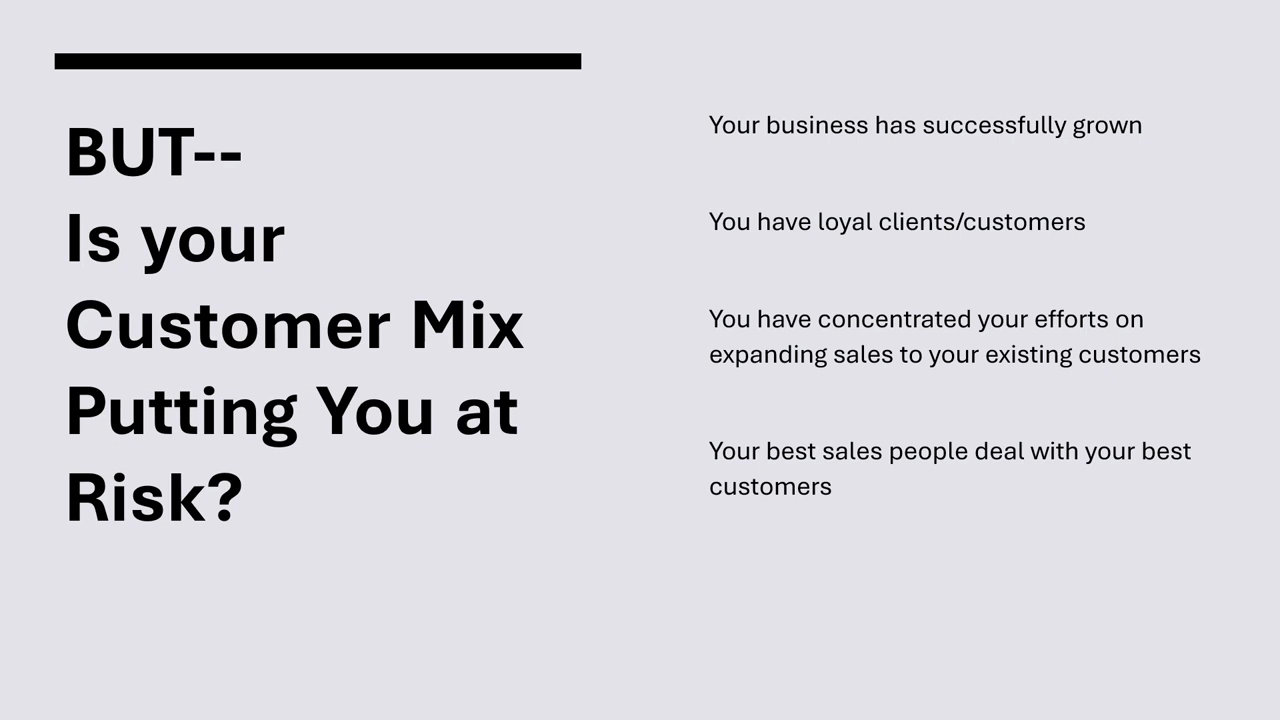 BUT--
Is your
Customer Mix
Putting You at
Risk?
Your business has successfully grown
You have loyal clients/customers
You have concentrated your efforts on
expanding sales to your existing customers
Your best sales people deal with your best
customers